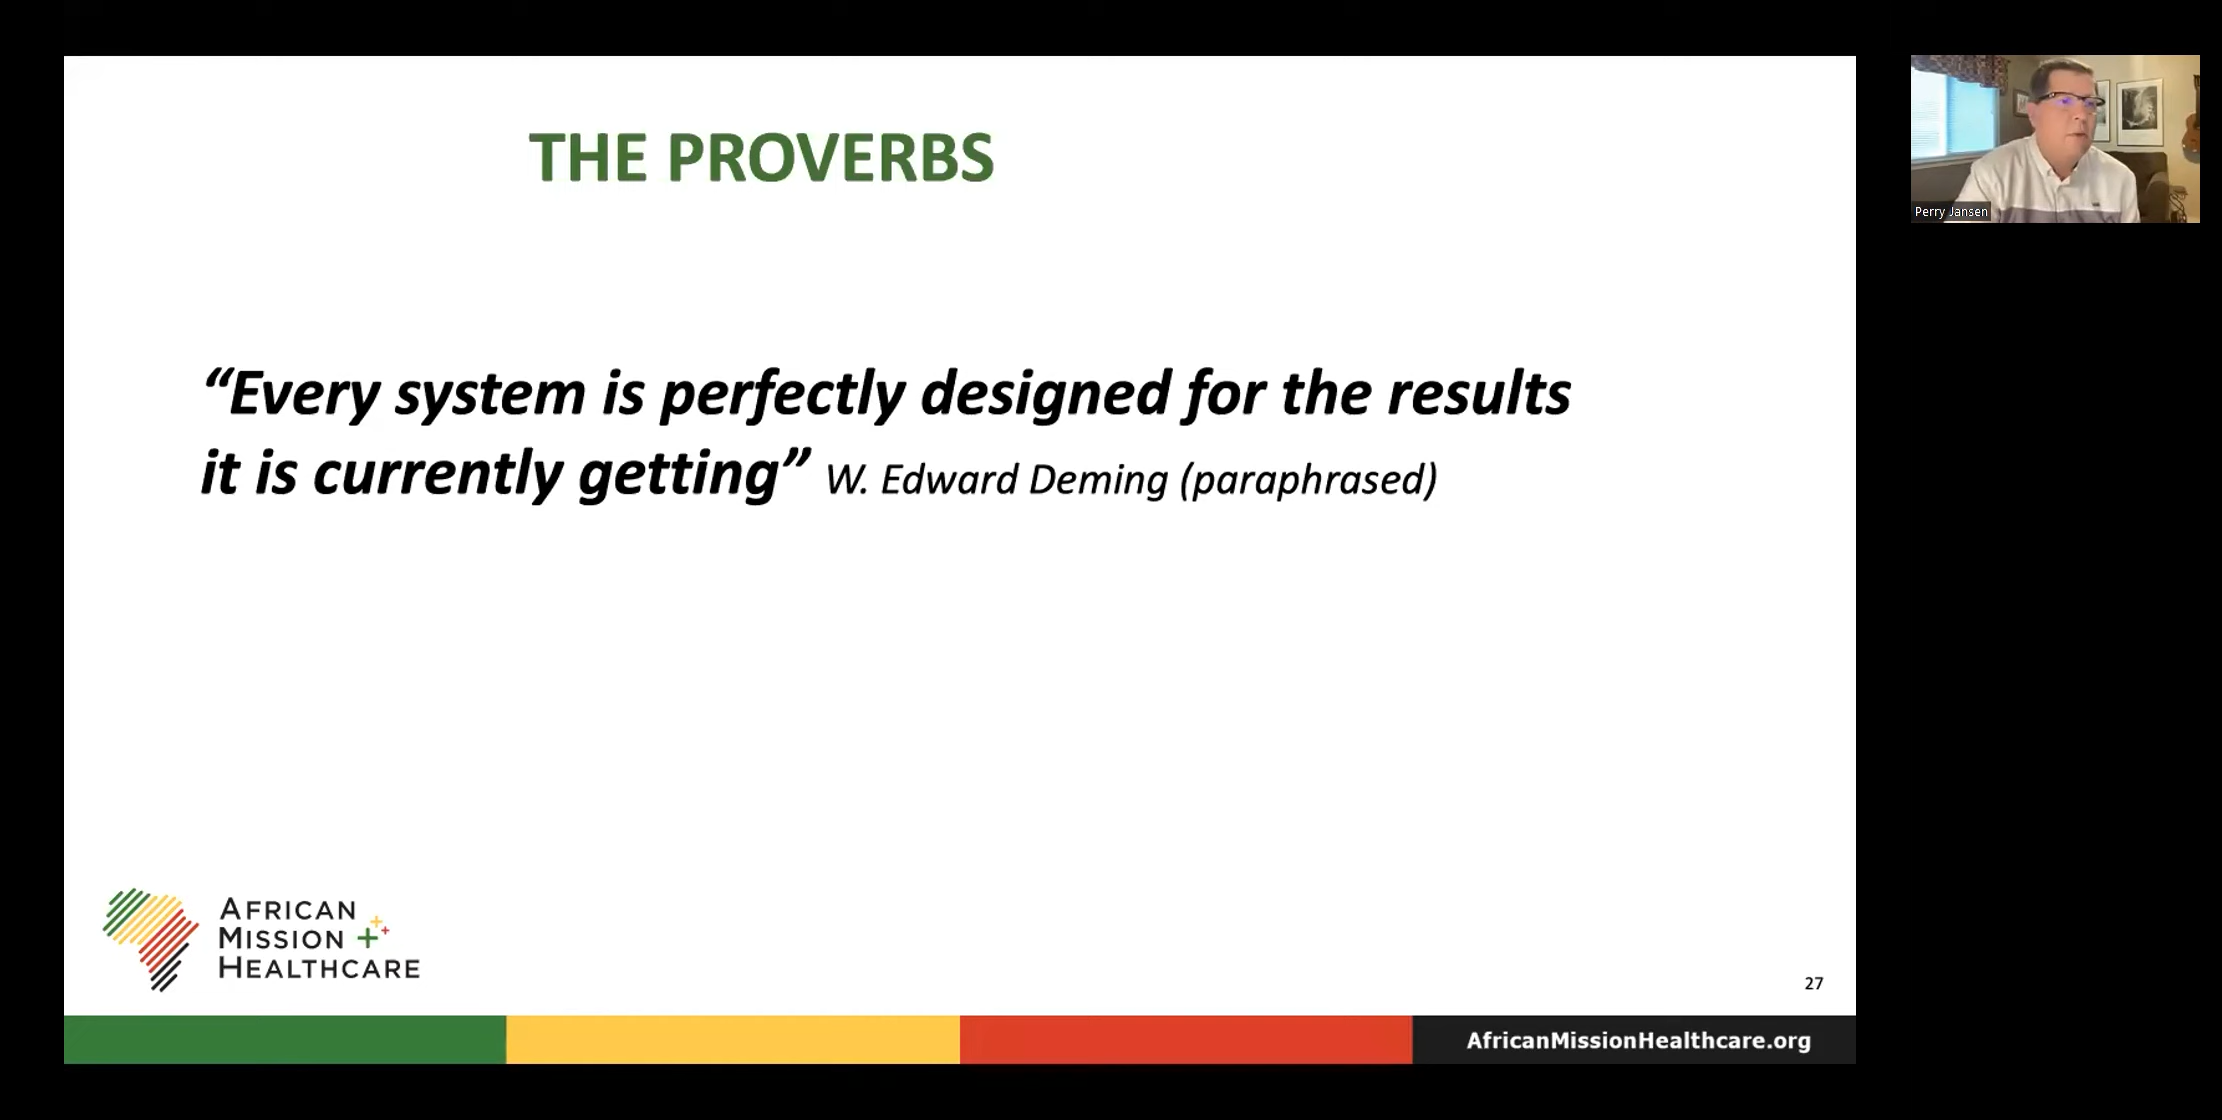 THE PROVERBS
“Every system is perfectly designed for the results
it is currently getting” W. Edward Deming (paraphrased)
AFRICAN
MISSION
HEALTHCARE
27
AfricanMissionHealthcare.org
Perry Jansen